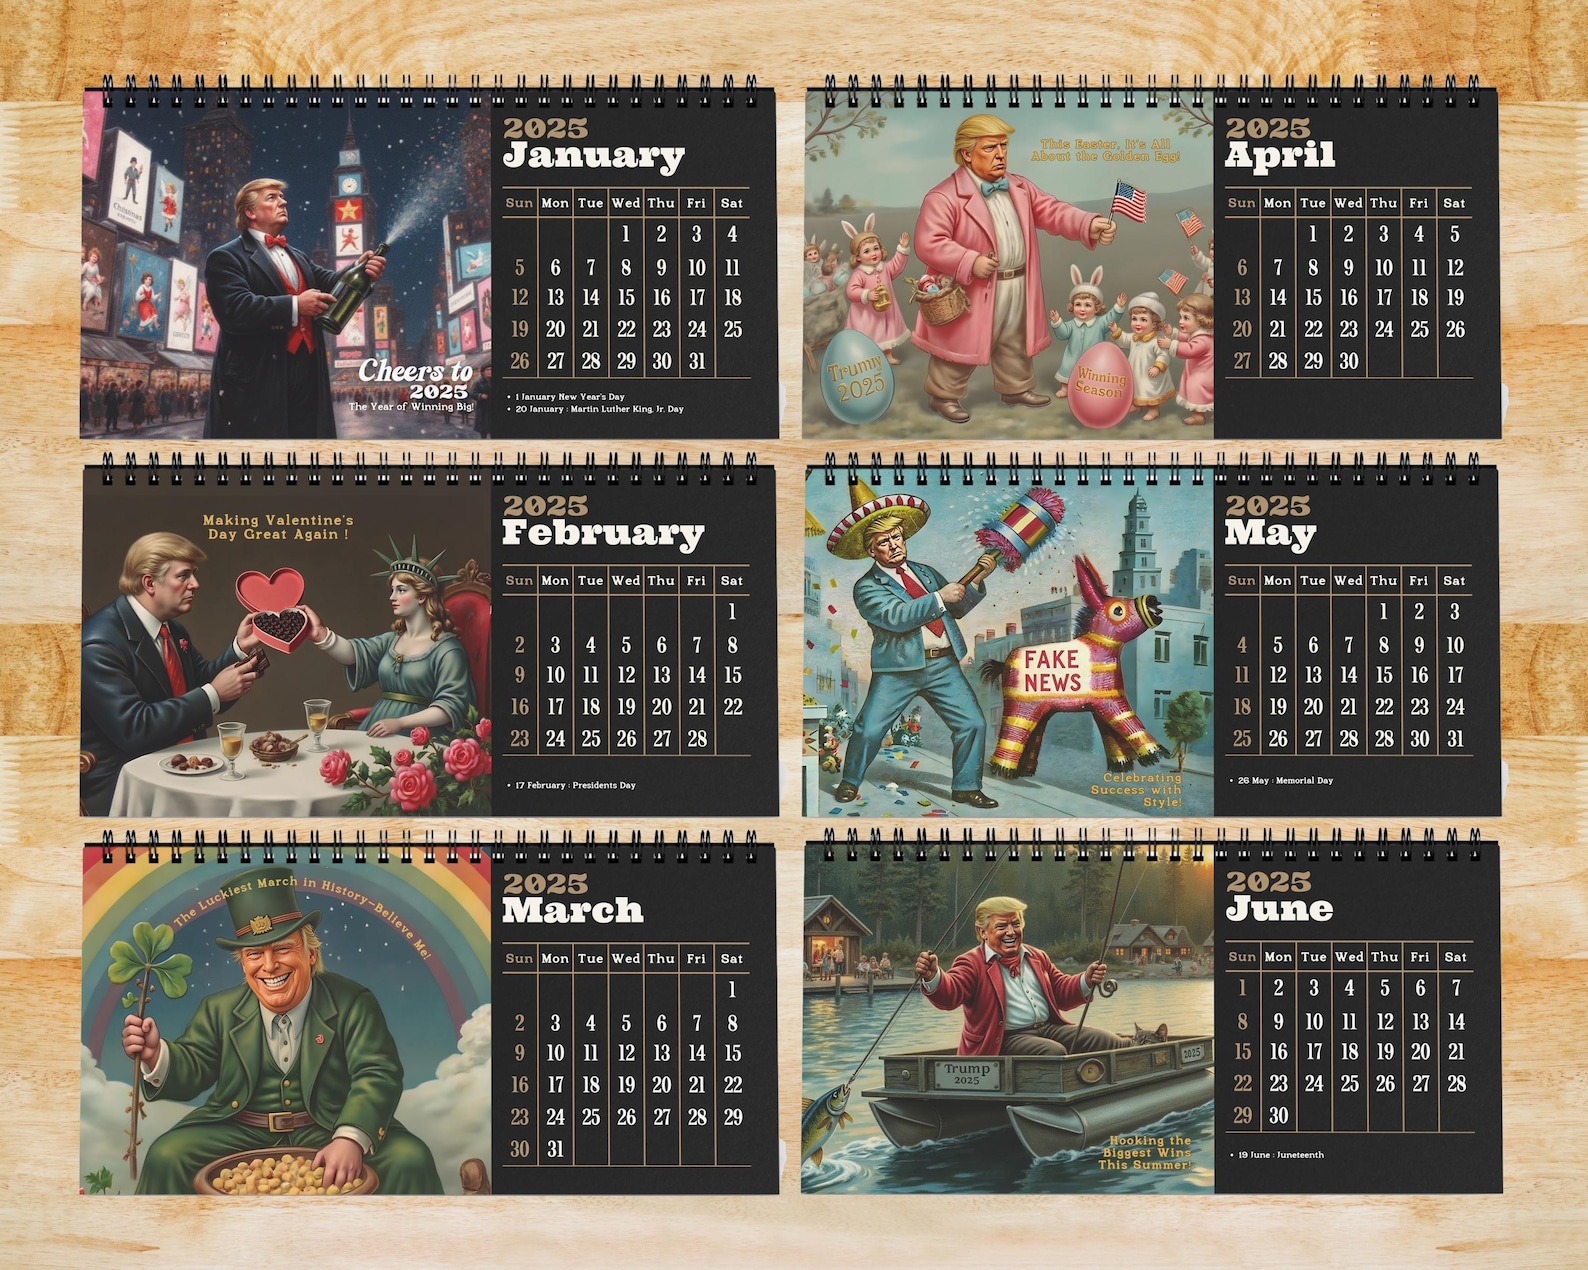 Christmas
Cheers to
2025
The Year of Winning Big!
2025
January
Sun Mon Tue Wed Thu Fri Sat
1 2 3 4
5 6 7 8 9 10 11
12 13 14 15 16 17 18
19 20 21 22 23 24 25
26 27 28 29 30 31
• 1 January New Year's Day
• 20 January : Martin Luther King, Jr. Day
Making Valentine's
Day Great Again !
2025
February
Sun Mon Tue Wed Thu Fri Sat
1
2 3 4 5 6 7 8
9 10 11 12 13 14 15
16 17 18 19 20 21 22
23 24 25 26 27 28
• 17 February : Presidents Day
The Luckiest March in History—Believe Me!
2025
March
Sun Mon Tue Wed Thu Fri Sat
1
2 3 4 5 6 7 8
9 10 11 12 13 14 15
16 17 18 19 20 21 22
23 24 25 26 27 28 29
30 31
This Easter, It's All
About the Golden Egg!
2025
Winning
Season
2025
April
Sun Mon Tue Wed Thu Fri Sat
1 2 3 4 5
6 7 8 9 10 11 12
13 14 15 16 17 18 19
20 21 22 23 24 25 26
27 28 29 30
FAKE
NEWS
Celebrating
Success with
Style!
2025
May
Sun Mon Tue Wed Thu Fri Sat
1 2 3
4 5 6 7 8 9 10
11 12 13 14 15 16 17
18 19 20 21 22 23 24
25 26 27 28 28 30 31
• 26 May : Memorial Day
Trump
2025
2025
Hooking the
Biggest Wins
This Summer!
2025
June
Sun Mon Tue Wed Thu Fri Sat
1 2 3 4 5 6 7
8 9 10 11 12 13 14
15 16 17 18 19 20 21
22 23 24 25 26 27 28
29 30
• 19 June : Juneteenth